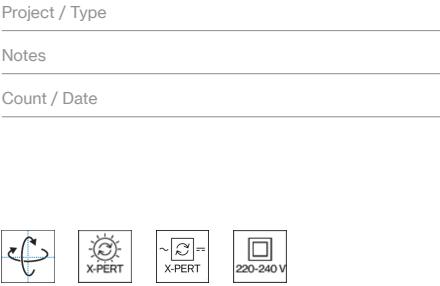 Project / Type
Notes
Count / Date
X-PERT
X-PERT
220-240 V